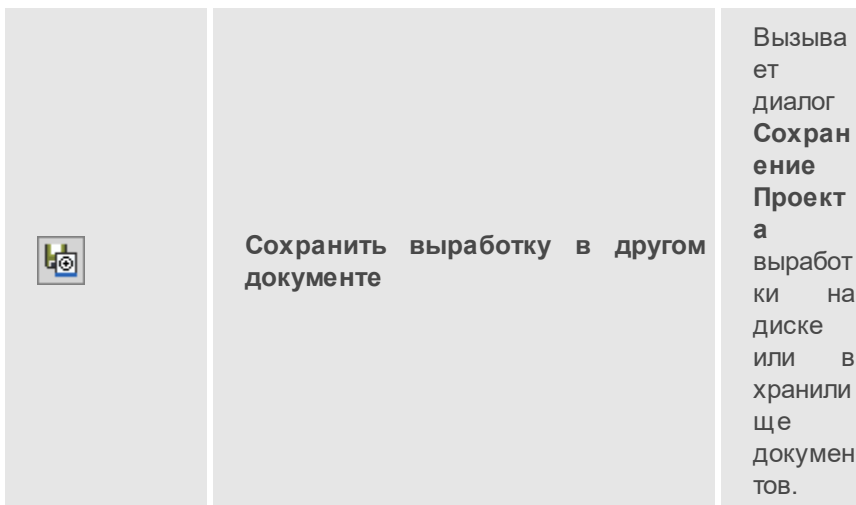 Сохранить выработку в другом
документе
Вызыва
ет
диалог
Сохран
ение
Проект
а
выработ
ки на
диске
или в
хранили
ще
докумен
тов.